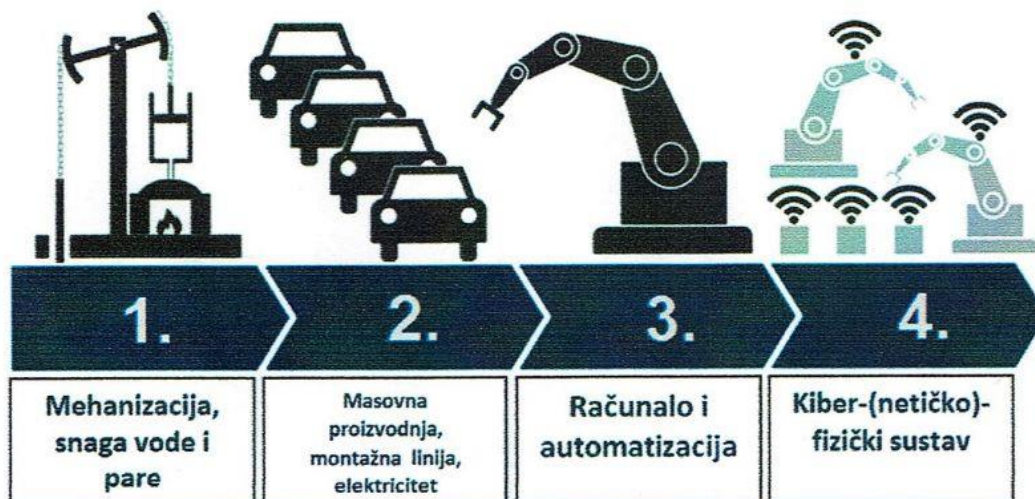 1.
2.
3.
4.
Mehanizacija,
snaga vode i
pare
Masovna
proizvodnja,
montažna linija,
elektricitet
Računalo i
automatizacija
Kiber-(netičko)-
fizički sustav